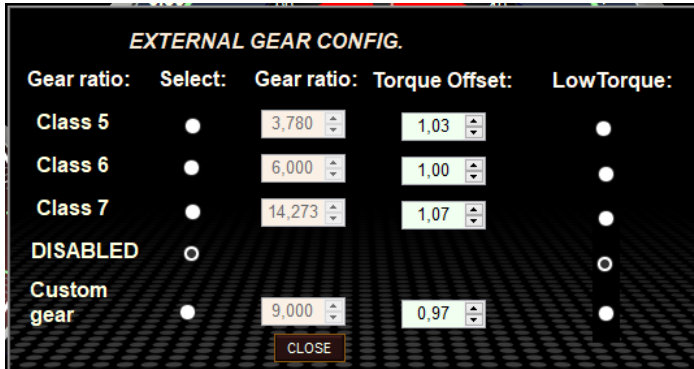 EXTERNAL GEAR CONFIG.
Gear ratio: Select: Gear ratio: Torque Offset: LowTorque:
Class 5 3,780 1,03
Class 6 6,000 1,00
Class 7 14,273 1,07
DISABLED
Custom
gear 9,000 0,97
CLOSE